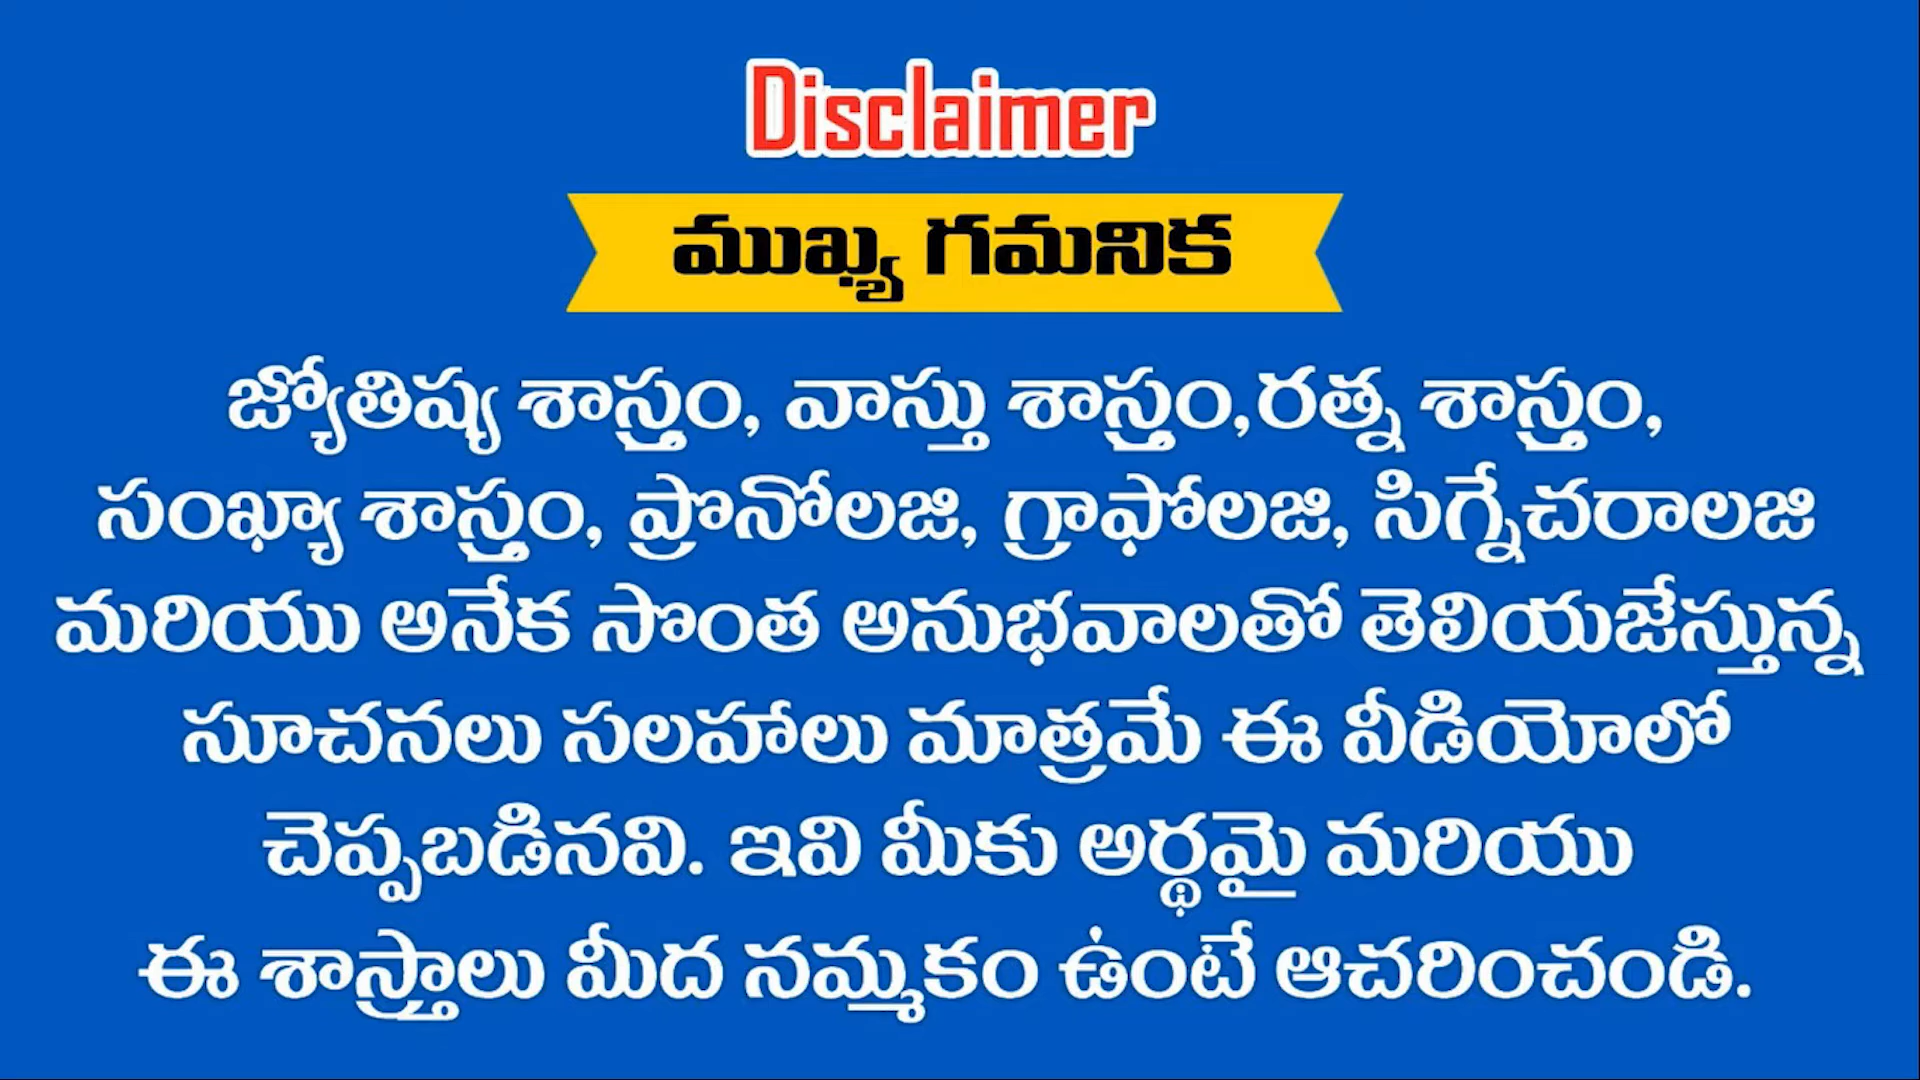 Disclaimer
ముఖ్య గమనిక
జ్యోతిష్య శాస్త్రం, వాస్తు శాస్త్రం,రత్న శాస్త్రం,
సంఖ్యా శాస్త్రం, ప్రొనోలజి, గ్రాఫోలజి, సిగ్నేచరాలజి
మరియు అనేక సొంత అనుభవాలతో తెలియజేస్తున్న
సూచనలు సలహాలు మాత్రమే ఈ వీడియోలో
చెప్పబడినవి. ఇవి మీకు అర్థమై మరియు
ఈ శాస్త్రాలు మీద నమ్మకం ఉంటే ఆచరించండి.